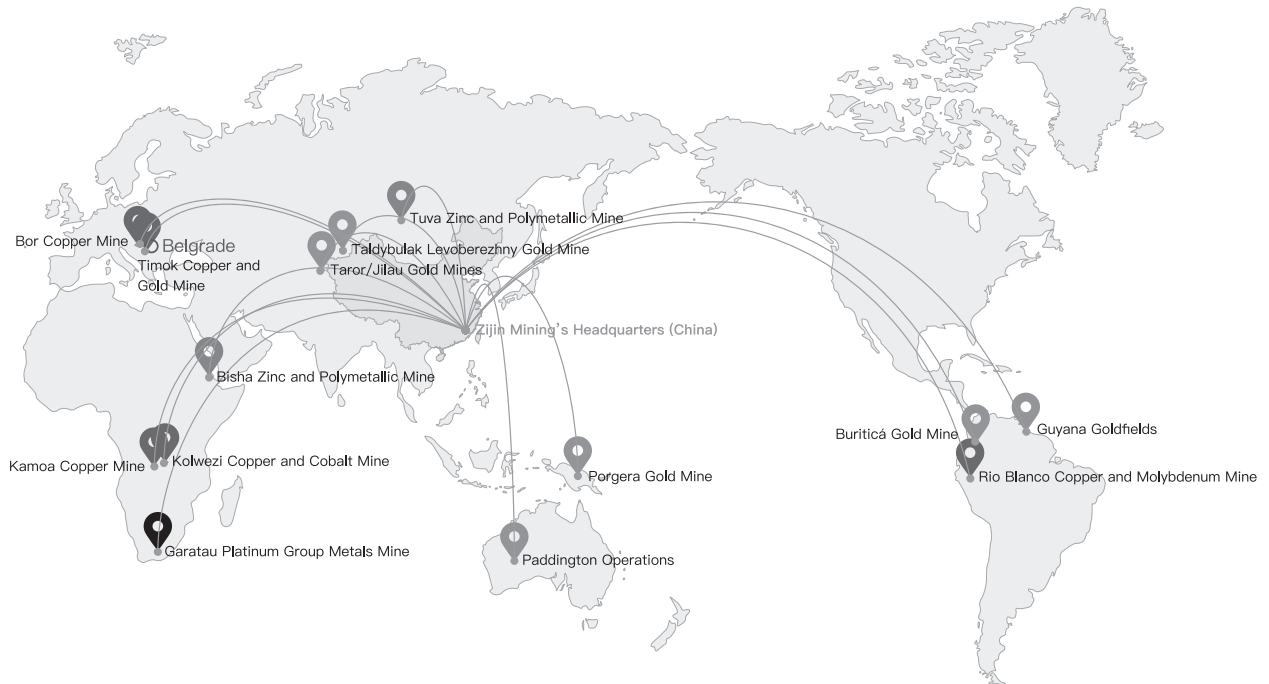 Tuva Zinc and Polymetallic Mine
Bor Copper Mine
Belgrade
Taldybulak Levoberezhny Gold Mine
Timok Copper and
Gold Mine
Taror/Jilau Gold Mines
Zijin Mining's Headquarters (China)
Bisha Zinc and Polymetallic Mine
Buriticá Gold Mine
Guyana Goldfields
Kamoa Copper Mine
Kolwezi Copper and Cobalt Mine
Porgera Gold Mine
Rio Blanco Copper and Molybdenum Mine
Garatau Platinum Group Metals Mine
Paddington Operations